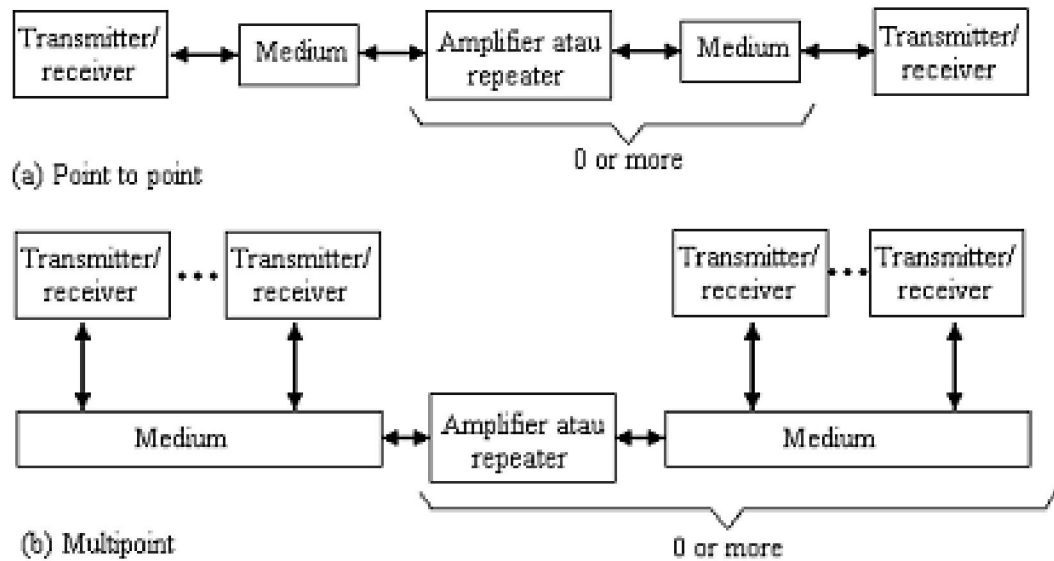 Transmitter/
receiver
Medium
Amplifier atau
repeater
Medium
Transmitter/
receiver
0 or more
(a) Point to point
Transmitter/
receiver
Transmitter/
receiver
Transmitter/
receiver
Transmitter/
receiver
Medium
Amplifier atau
repeater
Medium
0 or more
(b) Multipoint